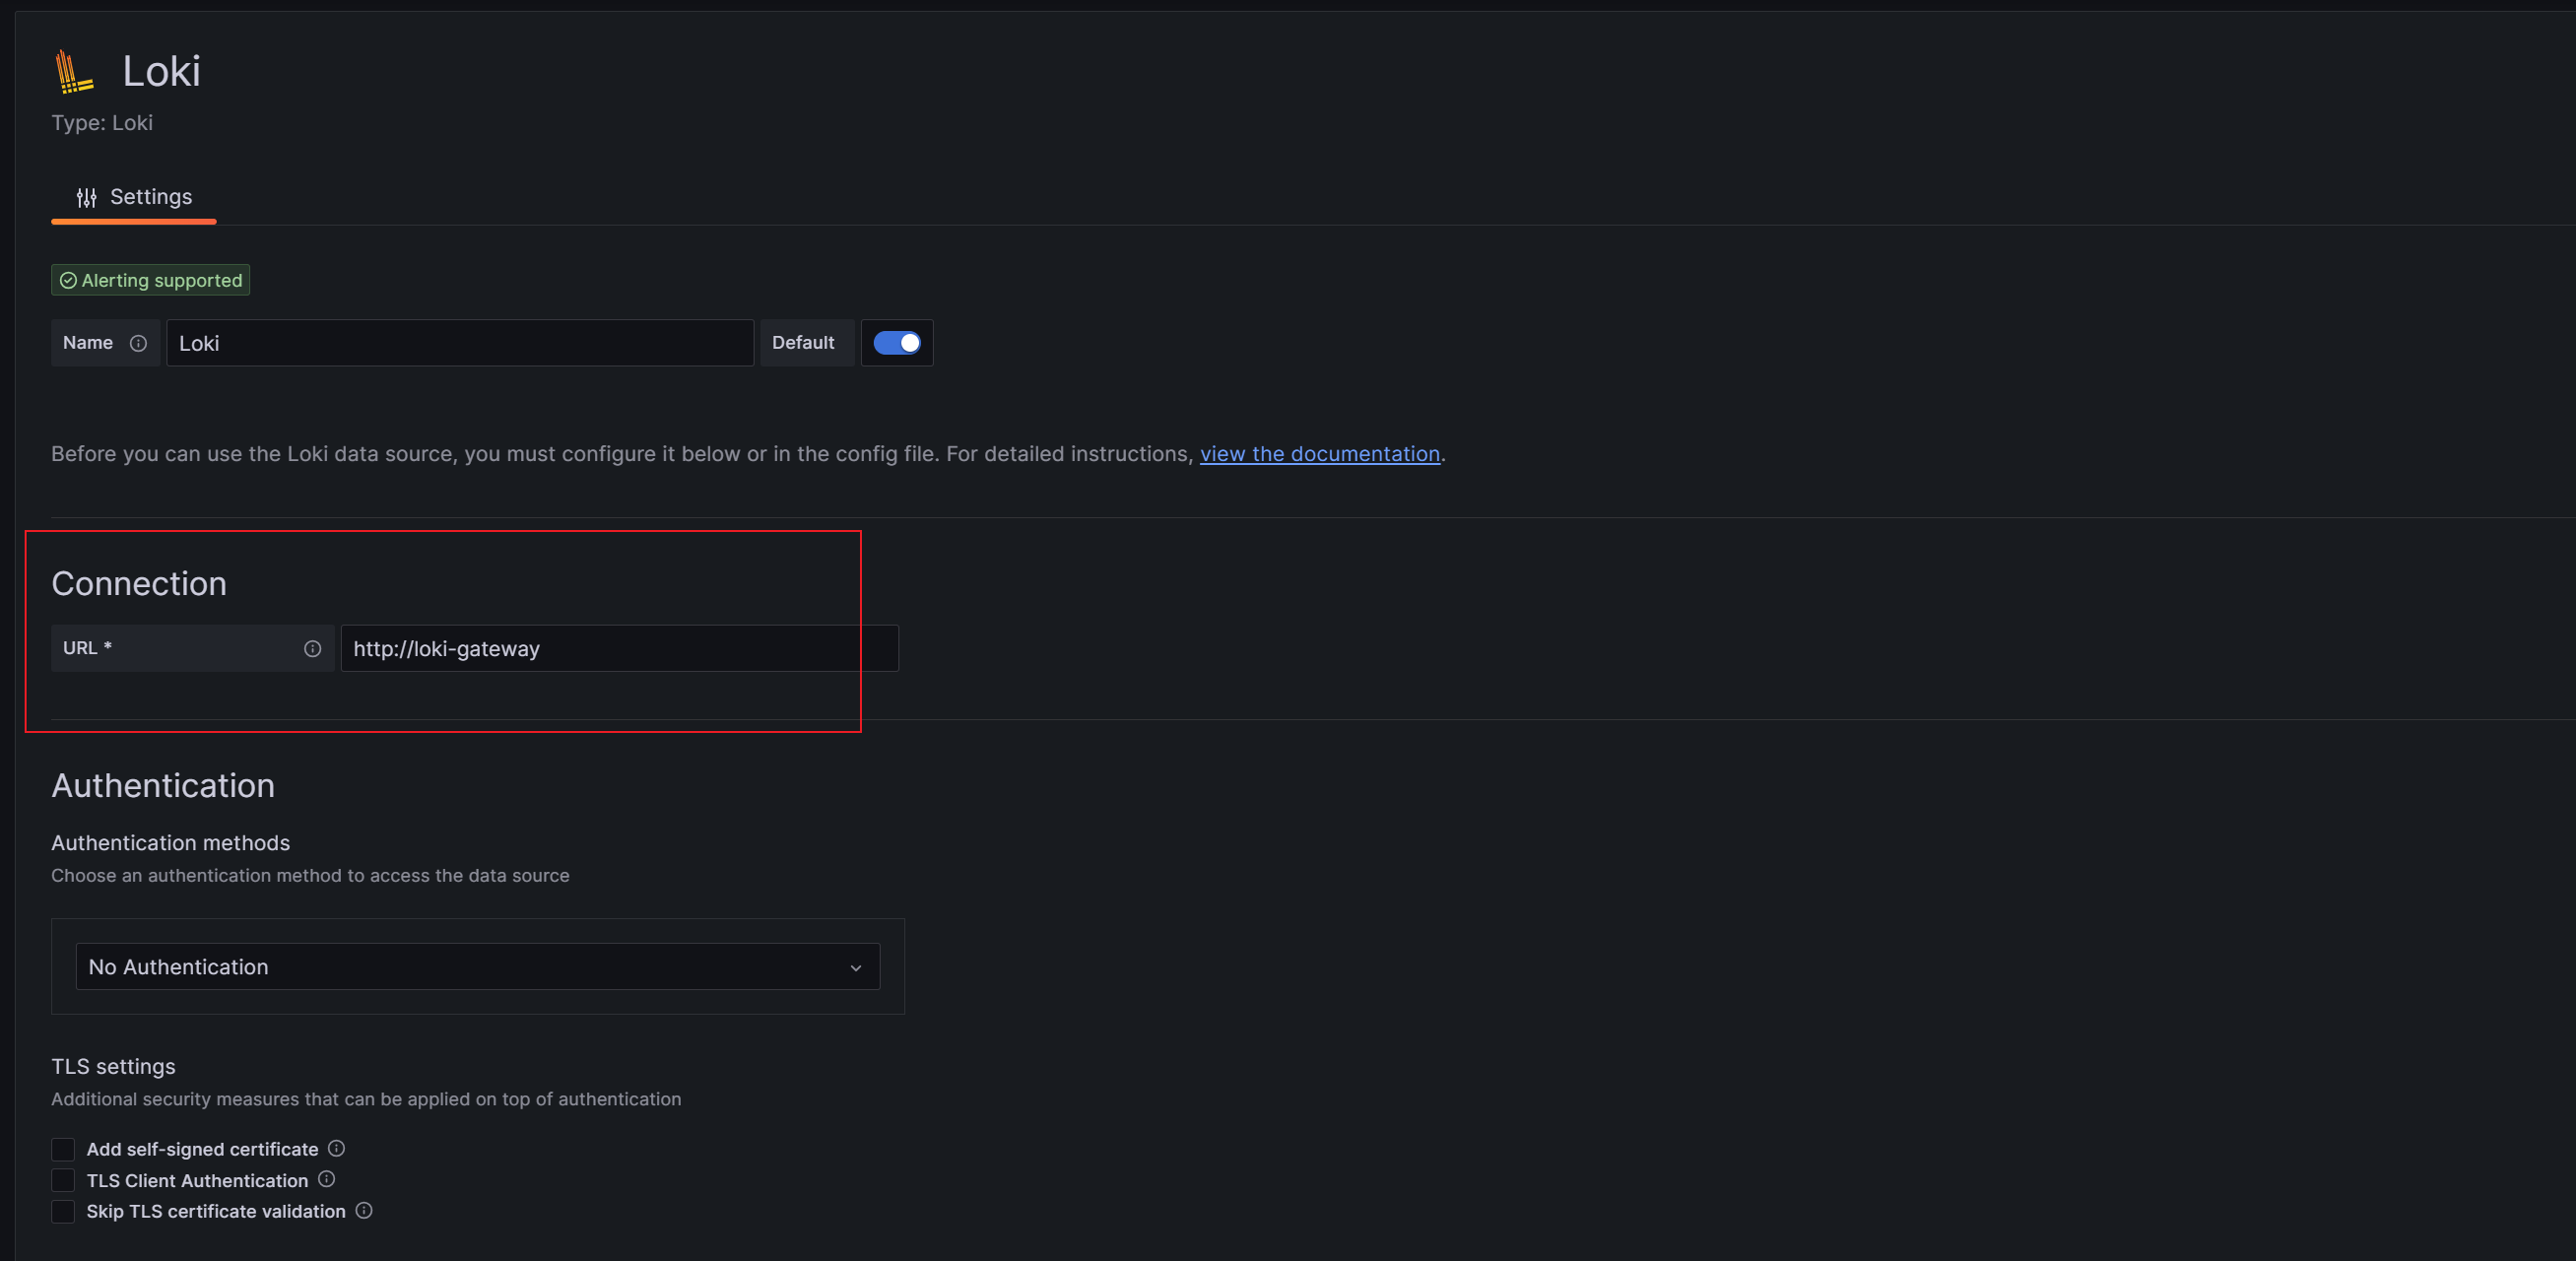 Loki
Type: Loki
Settings
Alerting supported
Name Loki Default
Before you can use the Loki data source, you must configure it below or in the config file. For detailed instructions, view the documentation.
Connection
URL * http://loki-gateway
Authentication
Authentication methods
Choose an authentication method to access the data source
No Authentication
TLS settings
Additional security measures that can be applied on top of authentication
Add self-signed certificate
TLS Client Authentication
Skip TLS certificate validation